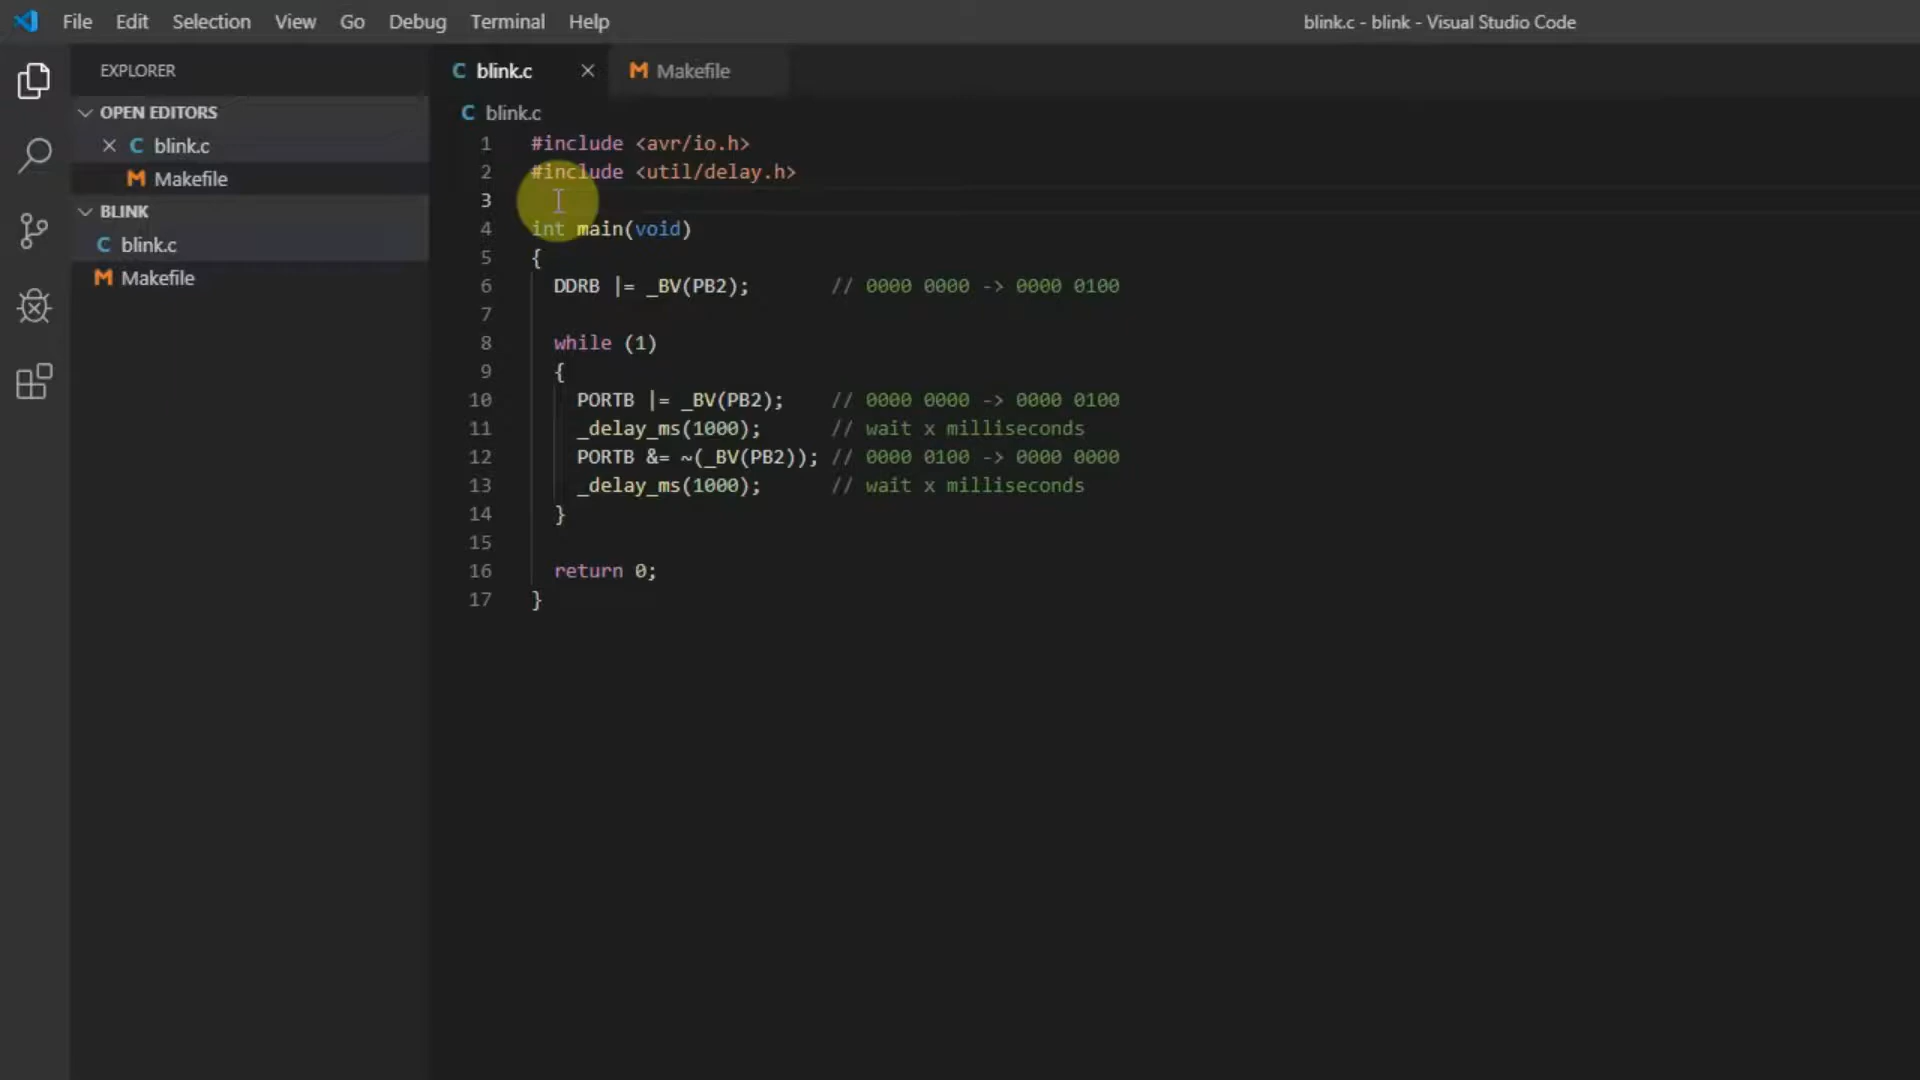 File Edit Selection View Go Debug Terminal Help blink.c - blink - Visual Studio Code
EXPLORER
OPEN EDITORS
blink.c
Makefile
BLINK
blink.c
Makefile
blink.c Makefile
blink.c
1 #include <avr/io.h>
2 #include <util/delay.h>
3
4 int main(void)
5 {
6 DDRB |= _BV(PB2); // 0000 0000 -> 0000 0100
7
8 while (1)
9 {
10 PORTB |= _BV(PB2); // 0000 0000 -> 0000 0100
11 _delay_ms(1000); // wait x milliseconds
12 PORTB &= ~(_BV(PB2)); // 0000 0100 -> 0000 0000
13 _delay_ms(1000); // wait x milliseconds
14 }
15
16 return 0;
17 }